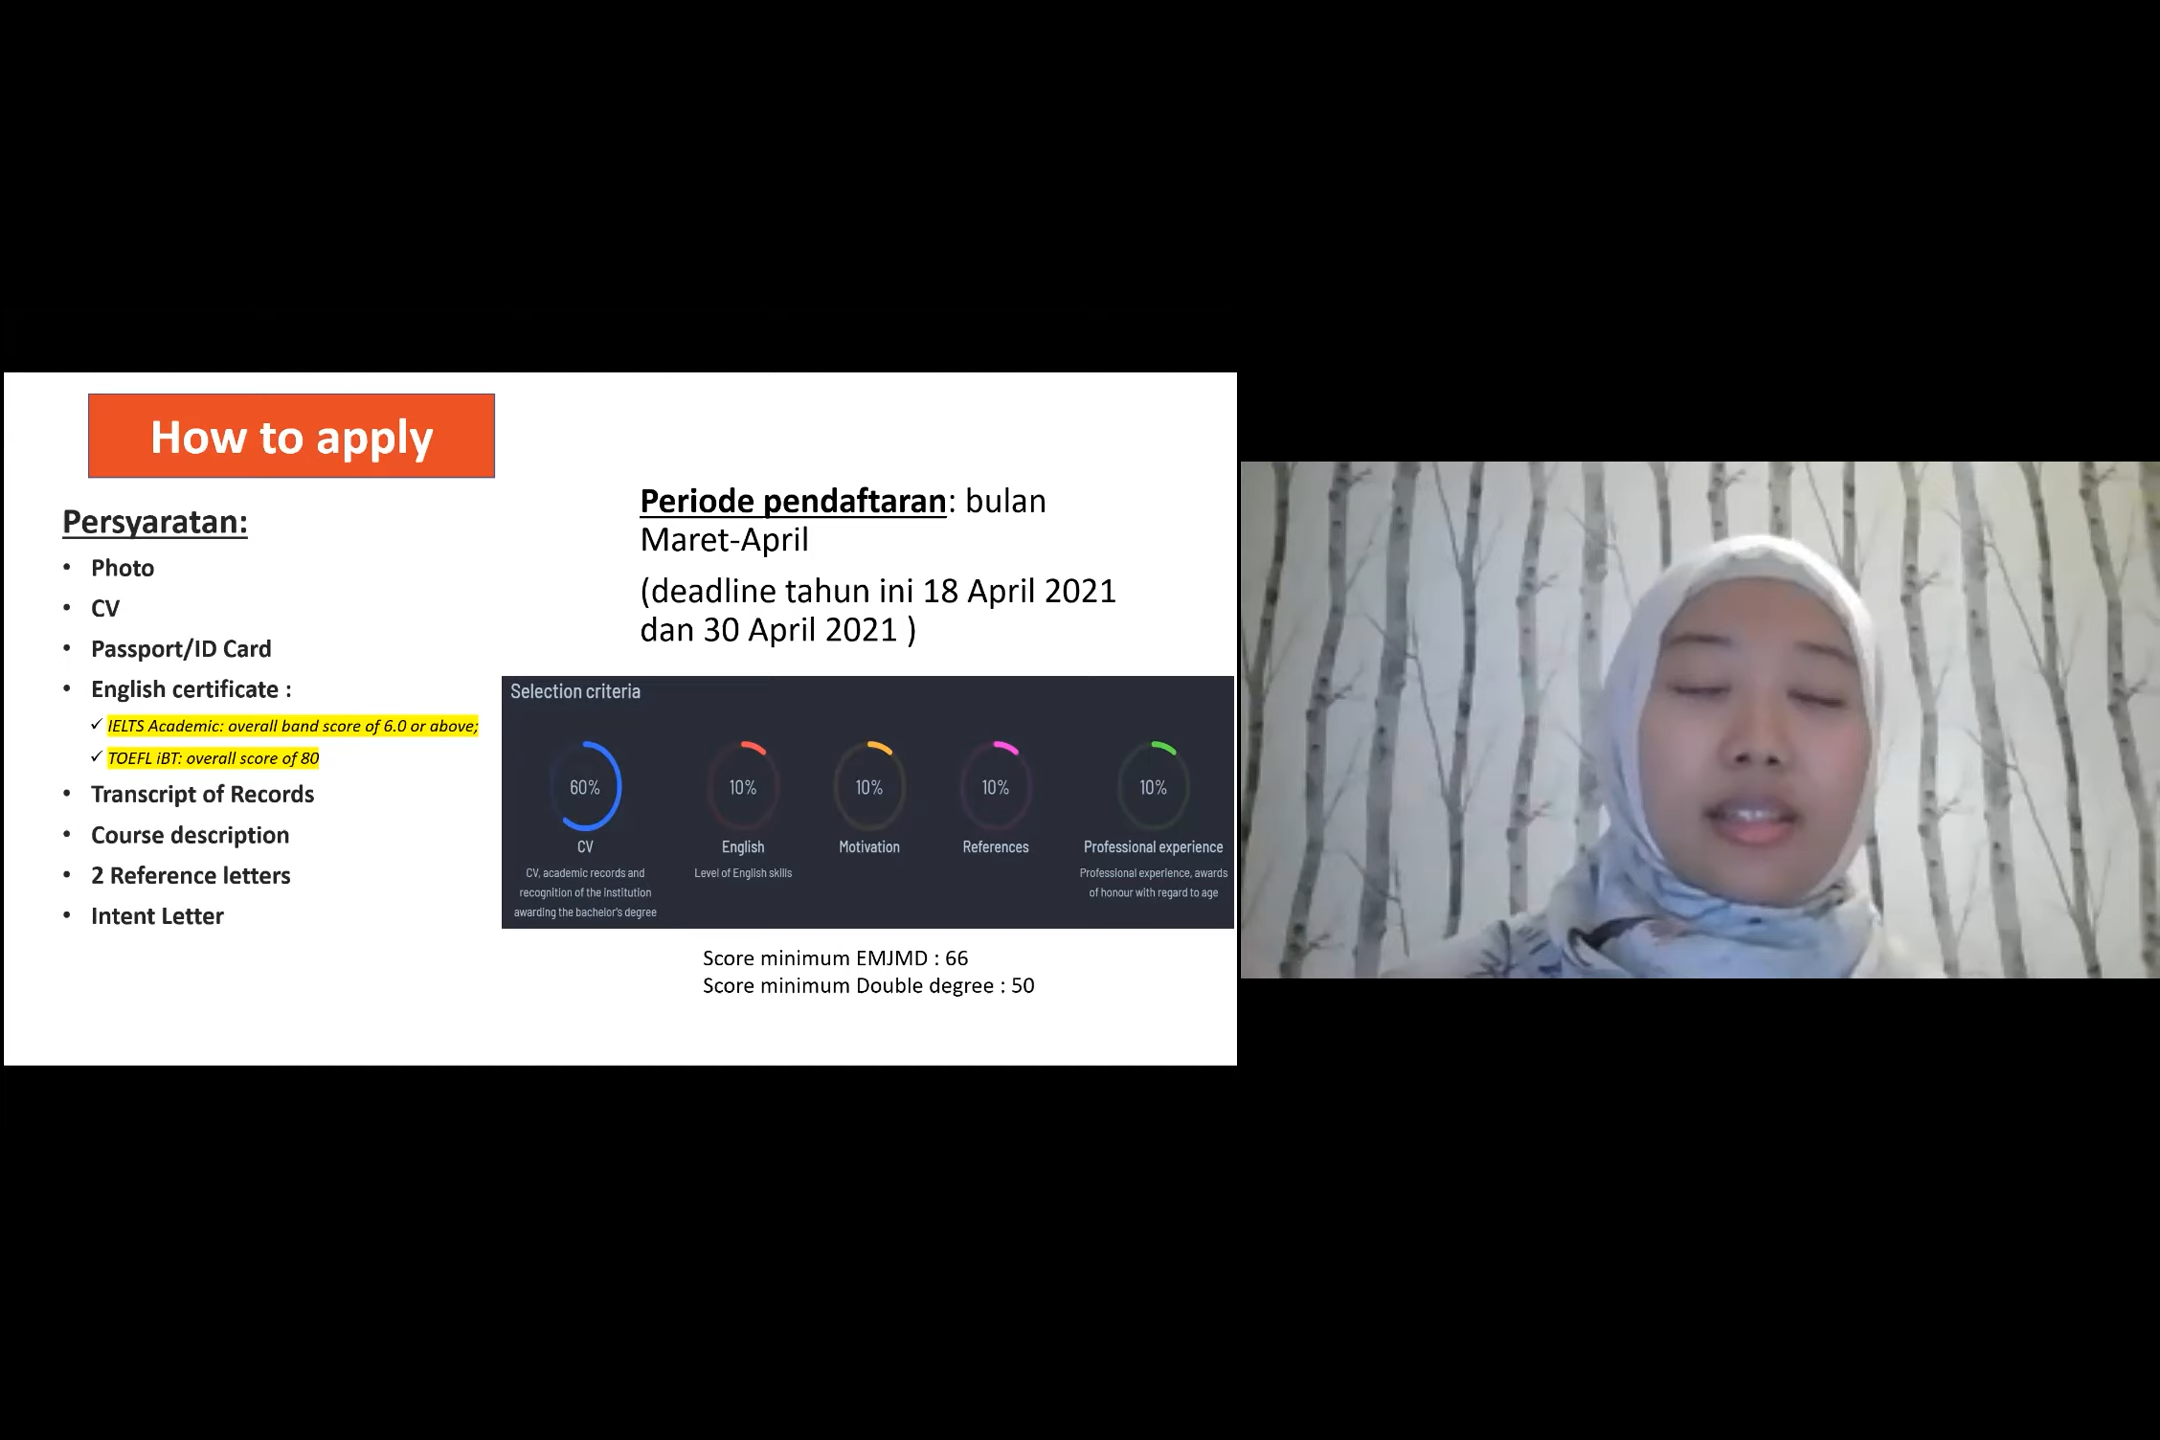 How to apply
Persyaratan:
• Photo
• CV
• Passport/ID Card
• English certificate :
✓ IELTS Academic: overall band score of 6.0 or above;
✓ TOEFL iBT: overall score of 80
• Transcript of Records
• Course description
• 2 Reference letters
• Intent Letter
Periode pendaftaran: bulan
Maret-April
(deadline tahun ini 18 April 2021
dan 30 April 2021 )
Selection criteria
60%
CV
CV, academic records and
recognition of the institution
awarding the bachelor's degree
10%
English
Level of English skills
10%
Motivation
10%
References
10%
Professional experience
Professional experience, awards
of honour with regard to age
Score minimum EMJMD : 66
Score minimum Double degree : 50